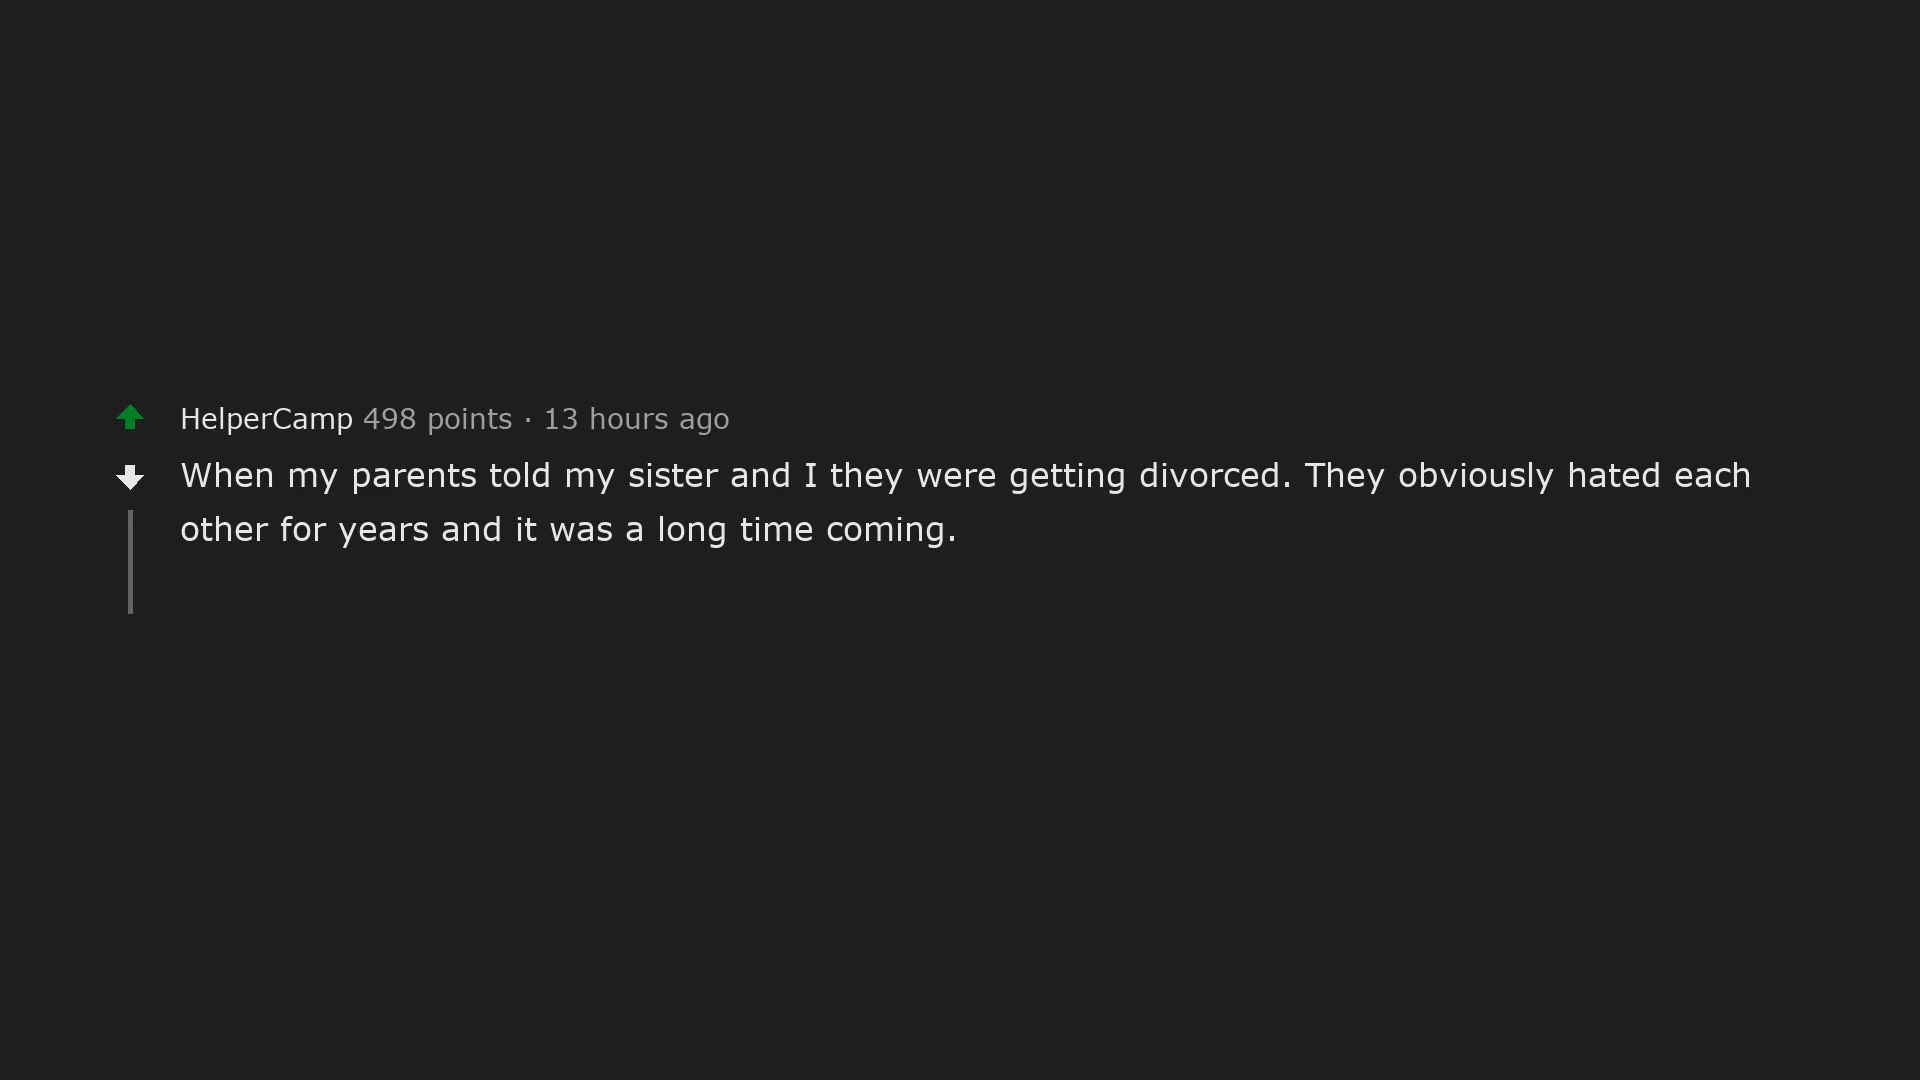 HelperCamp 498 points · 13 hours ago
When my parents told my sister and I they were getting divorced. They obviously hated each
other for years and it was a long time coming.